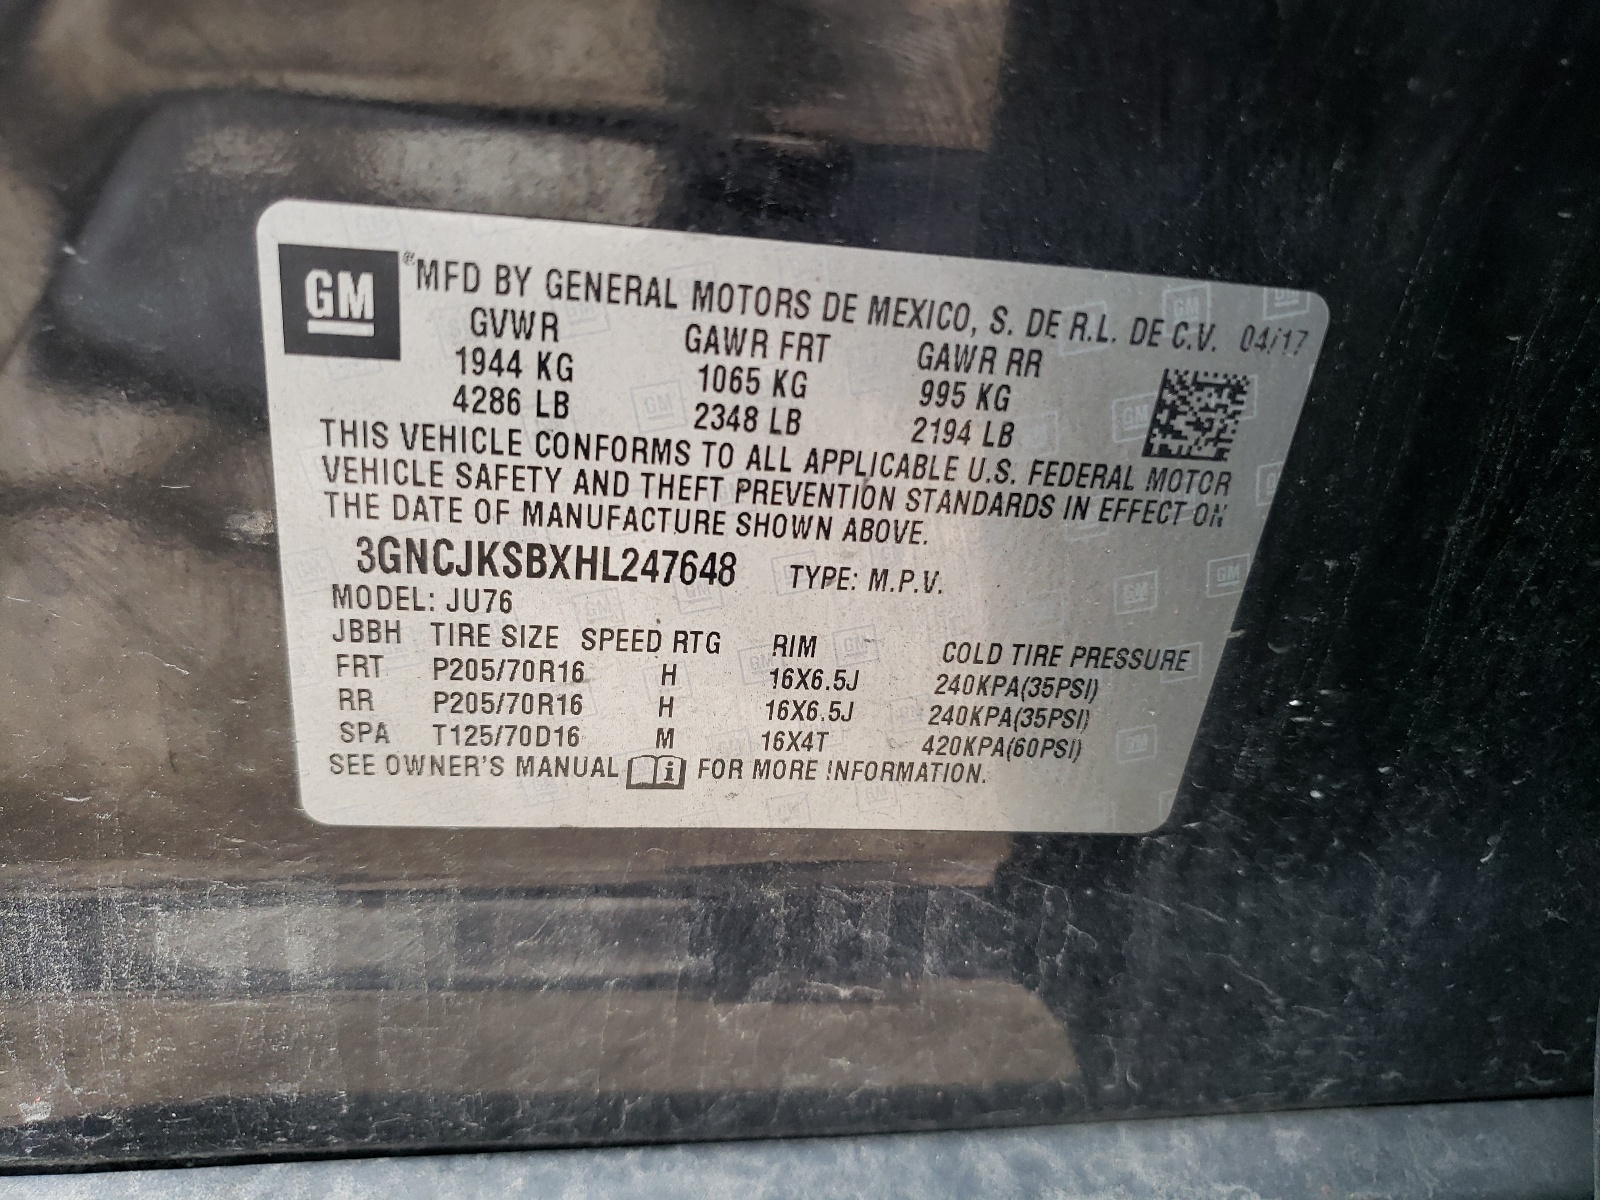 GM
® MFD BY GENERAL MOTORS DE MEXICO, S. DE R.L. DE C.V. 04/17
GVWR GAWR FRT GAWR RR
1944 KG 1065 KG 995 KG
4286 LB 2348 LB 2194 LB
THIS VEHICLE CONFORMS TO ALL APPLICABLE U.S. FEDERAL MOTOR
VEHICLE SAFETY AND THEFT PREVENTION STANDARDS IN EFFECT ON
THE DATE OF MANUFACTURE SHOWN ABOVE.
3GNCJKSBXHL247648 TYPE: M.P.V.
MODEL: JU76
JBBH TIRE SIZE SPEED RTG RIM COLD TIRE PRESSURE
FRT P205/70R16 H 16X6.5J 240KPA(35PSI)
RR P205/70R16 H 16X6.5J 240KPA(35PSI)
SPA T125/70D16 M 16X4T 420KPA(60PSI)
SEE OWNER'S MANUAL i FOR MORE INFORMATION.